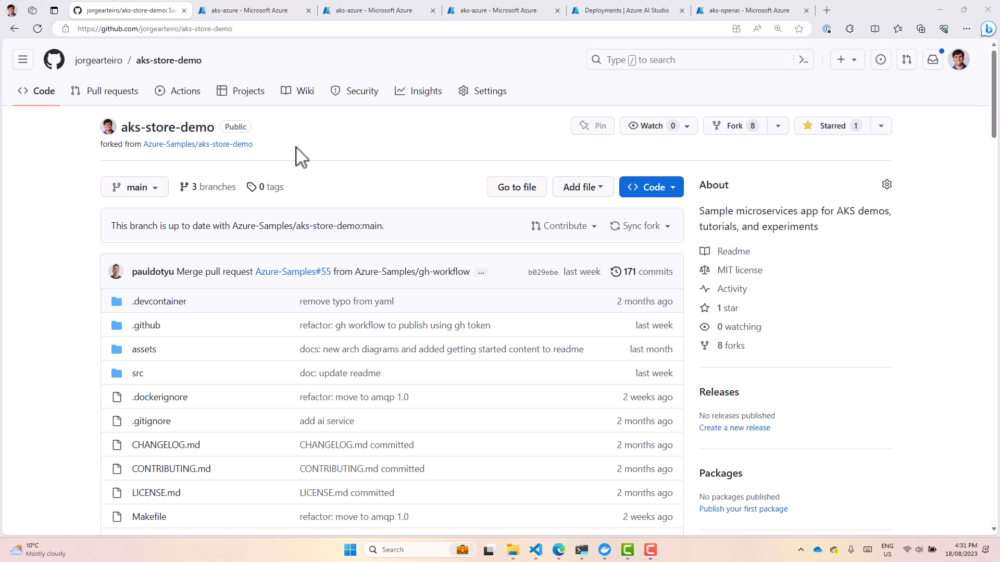 jorgearteiro/aks-store-demo: Sa
aks-azure - Microsoft Azure
aks-azure - Microsoft Azure
aks-azure - Microsoft Azure
Deployments | Azure AI Studio
aks-openai - Microsoft Azure
https://github.com/jorgearteiro/aks-store-demo
jorgearteiro / aks-store-demo
Type / to search
Code
Pull requests
Actions
Projects
Wiki
Security
Insights
Settings
aks-store-demo Public
Pin
Watch 0
Fork 8
Starred 1
forked from Azure-Samples/aks-store-demo
main
3 branches
0 tags
Go to file
Add file
Code
This branch is up to date with Azure-Samples/aks-store-demo:main.
Contribute
Sync fork
pauldotyu Merge pull request Azure-Samples#55 from Azure-Samples/gh-workflow ...
b029ebe last week 171 commits
.devcontainer remove typo from yaml 2 months ago
.github refactor: gh workflow to publish using gh token last week
assets docs: new arch diagrams and added getting started content to readme last month
src doc: update readme last week
.dockerignore refactor: move to amqp 1.0 2 weeks ago
.gitignore add ai service 2 months ago
CHANGELOG.md CHANGELOG.md committed 2 months ago
CONTRIBUTING.md CONTRIBUTING.md committed 2 months ago
LICENSE.md LICENSE.md committed 2 months ago
Makefile refactor: move to amqp 1.0 2 weeks ago
About
Sample microservices app for AKS demos,
tutorials, and experiments
Readme
MIT license
Activity
1 star
0 watching
8 forks
Releases
No releases published
Create a new release
Packages
No packages published
Publish your first package
10°C
Mostly cloudy
Search
ENG
US
4:31 PM
18/08/2023